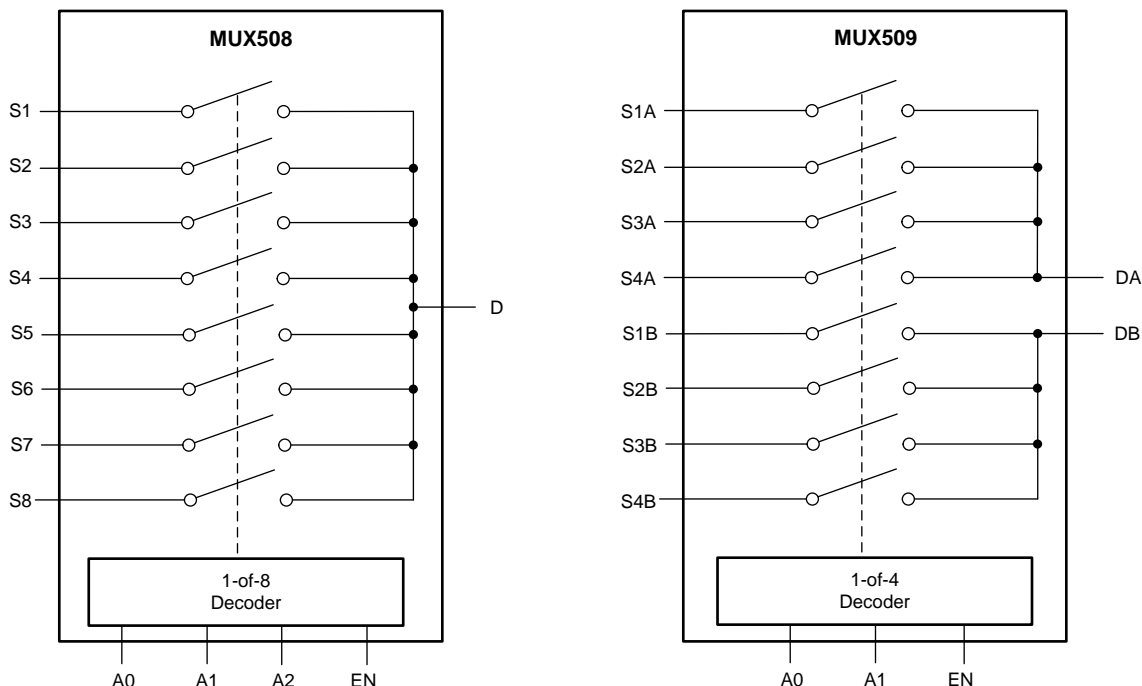 MUX508
S1
S2
S3
S4
S5
S6
S7
S8
D
1-of-8
Decoder
A0 A1 A2 EN
MUX509
S1A
S2A
S3A
S4A
S1B
S2B
S3B
S4B
DA
DB
1-of-4
Decoder
A0 A1 EN